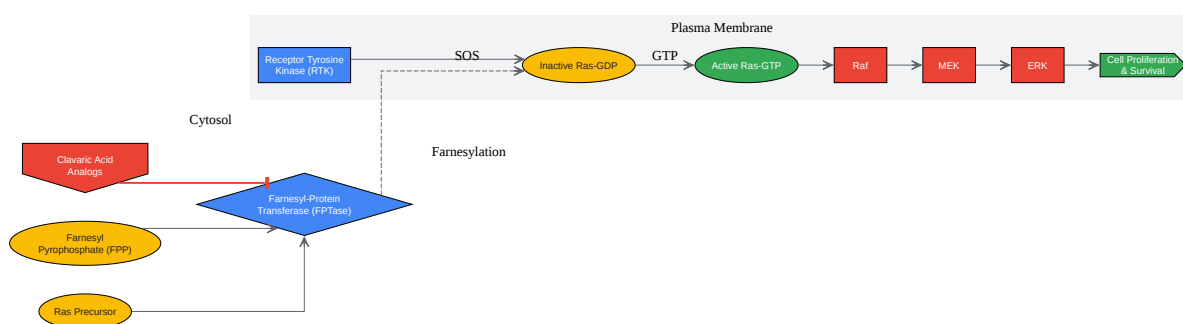 Plasma Membrane
Receptor Tyrosine
Kinase (RTK)
SOS
Inactive Ras-GDP
GTP
Active Ras-GTP
Raf
MEK
ERK
Cell Proliferation
& Survival
Cytosol
Farnesylation
Clavaric Acid
Analogs
Farnesyl-Protein
Transferase (FPTase)
Farnesyl
Pyrophosphate (FPP)
Ras Precursor